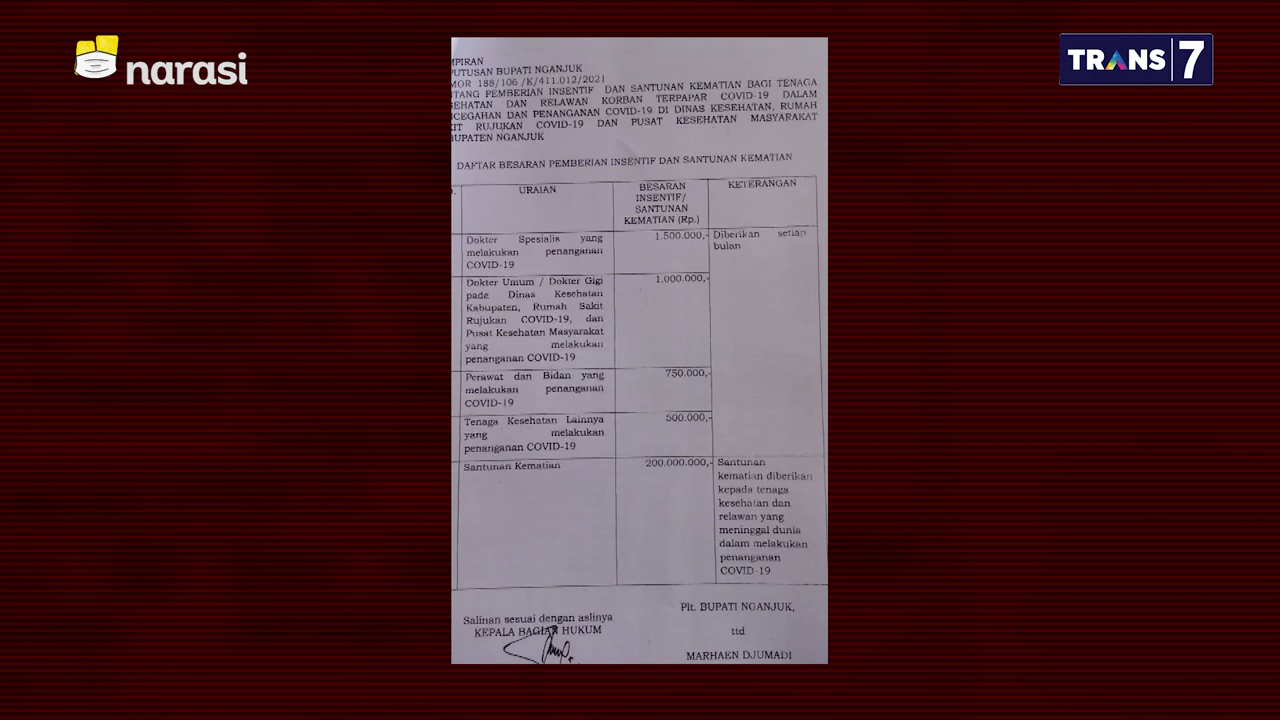 narasi
TRANS 7
MPIRAN
PUTUSAN BUPATI NGANJUK
MOR 188/106 /K/411.012/2021
NTANG PEMBERIAN INSENTIF DAN SANTUNAN KEMATIAN BAGI TENAGA
SEHATAN DAN RELAWAN KORBAN TERPAPAR COVID-19 DALAM
NCEGAHAN DAN PENANGANAN COVID-19 DI DINAS KESEHATAN, RUMAH
KIT RUJUKAN COVID-19 DAN PUSAT KESEHATAN MASYARAKAT
BUPATEN NGANJUK
DAFTAR BESARAN PEMBERIAN INSENTIF DAN SANTUNAN KEMATIAN
URAIAN
BESARAN
INSENTIF/
SANTUNAN
KEMATIAN (Rp.)
KETERANGAN
Dokter Spesialis yang
melakukan penanganan
COVID-19
1.500.000,-
Diberikan setiap
bulan
Dokter Umum / Dokter Gigi
pada Dinas Kesehatan
Kabupaten, Rumah Sakit
Rujukan COVID-19, dan
Pusat Kesehatan Masyarakat
yang melakukan
penanganan COVID-19
1.000.000,-
Perawat dan Bidan yang
melakukan penanganan
COVID-19
750.000,-
Tenaga Kesehatan Lainnya
yang melakukan
penanganan COVID-19
500.000,-
Santunan Kematian
200.000.000,-
Santunan
kematian diberikan
kepada tenaga
kesehatan dan
relawan yang
meninggal dunia
dalam melakukan
penanganan
COVID-19
Salinan sesuai dengan aslinya
KEPALA BAGIAN HUKUM
Plt. BUPATI NGANJUK,
ttd
MARHAEN DJUMADI